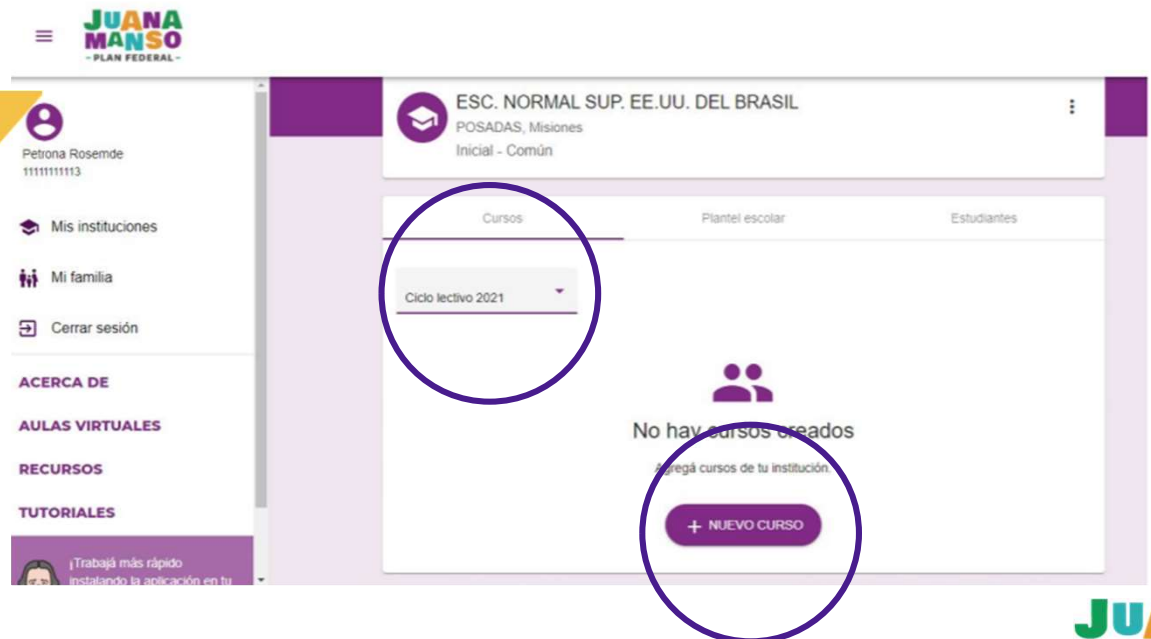 JUANA
MANSO
- PLAN FEDERAL -
Petrona Rosemde
11111111113
Mis instituciones
Mi familia
Cerrar sesión
ACERCA DE
AULAS VIRTUALES
RECURSOS
TUTORIALES
¡Trabajá más rápido
instalando la aplicación en tu
ESC. NORMAL SUP. EE.UU. DEL BRASIL
POSADAS, Misiones
Inicial - Común
Cursos
Plantel escolar
Estudiantes
Ciclo lectivo 2021
No hay cursos creados
Agregá cursos de tu institución.
+ NUEVO CURSO
JU